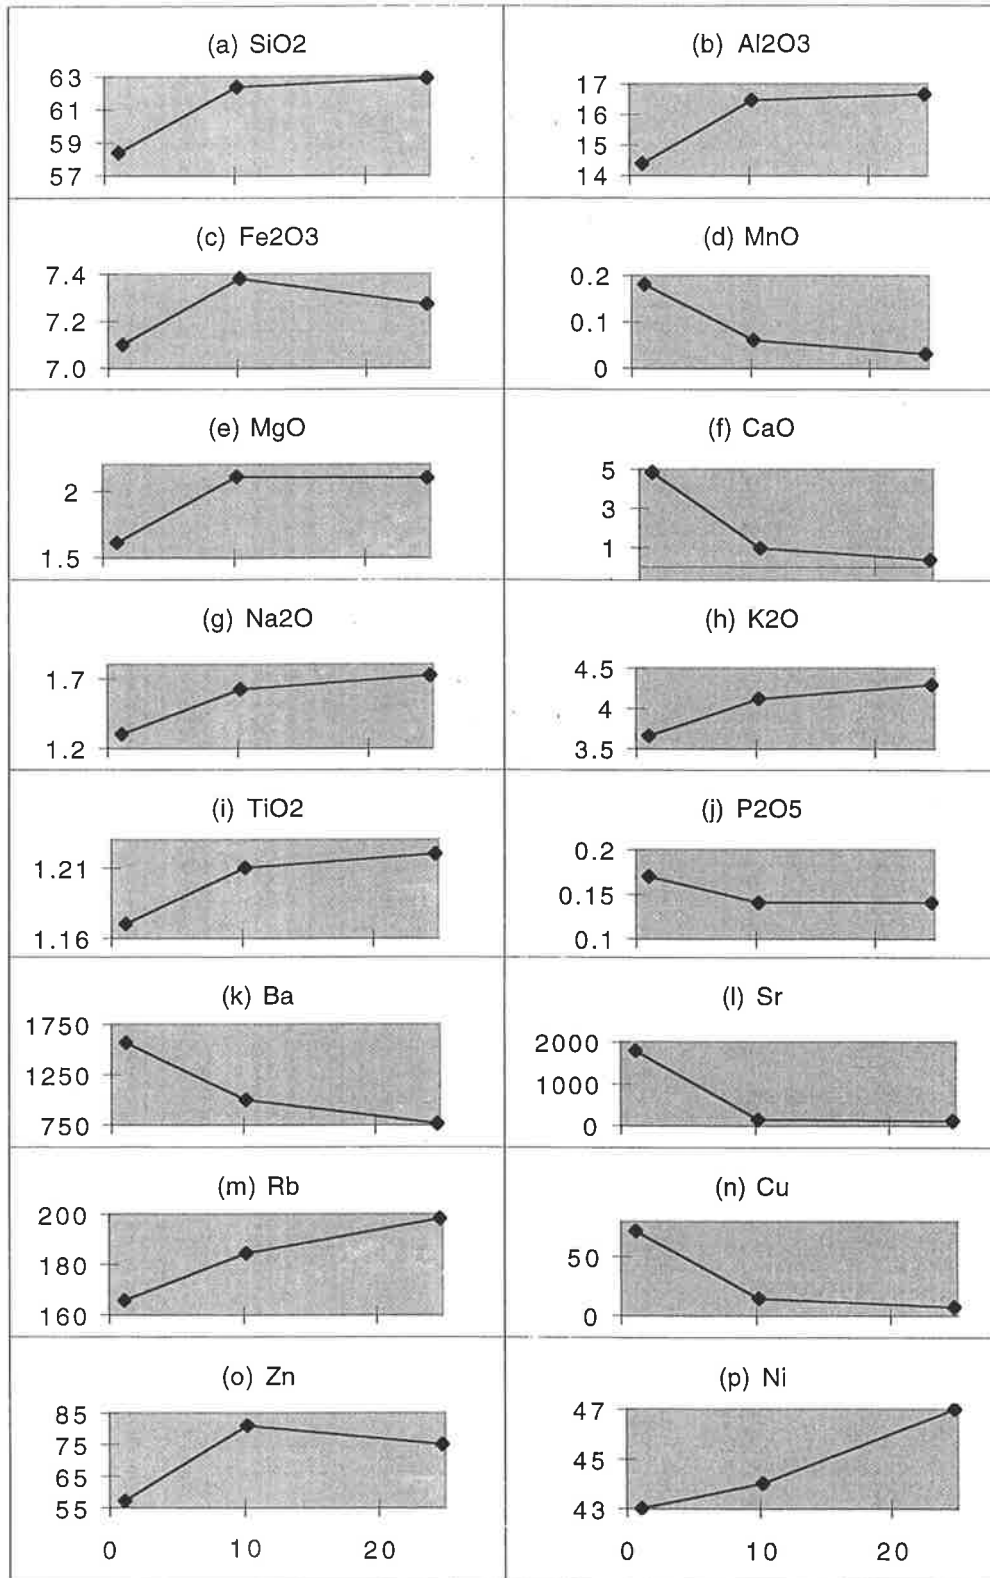 (a) SiO2
63
61
59
57
(b) Al2O3
17
16
15
14
(c) Fe2O3
7.4
7.2
7.0
(d) MnO
0.2
0.1
0
(e) MgO
2
1.5
(f) CaO
5
3
1
(g) Na2O
1.7
1.2
(h) K2O
4.5
4
3.5
(i) TiO2
1.21
1.16
(j) P2O5
0.2
0.15
0.1
(k) Ba
1750
1250
750
(l) Sr
2000
1000
0
(m) Rb
200
180
160
(n) Cu
50
0
(o) Zn
85
75
65
55
0 10 20
(p) Ni
47
45
43
0 10 20